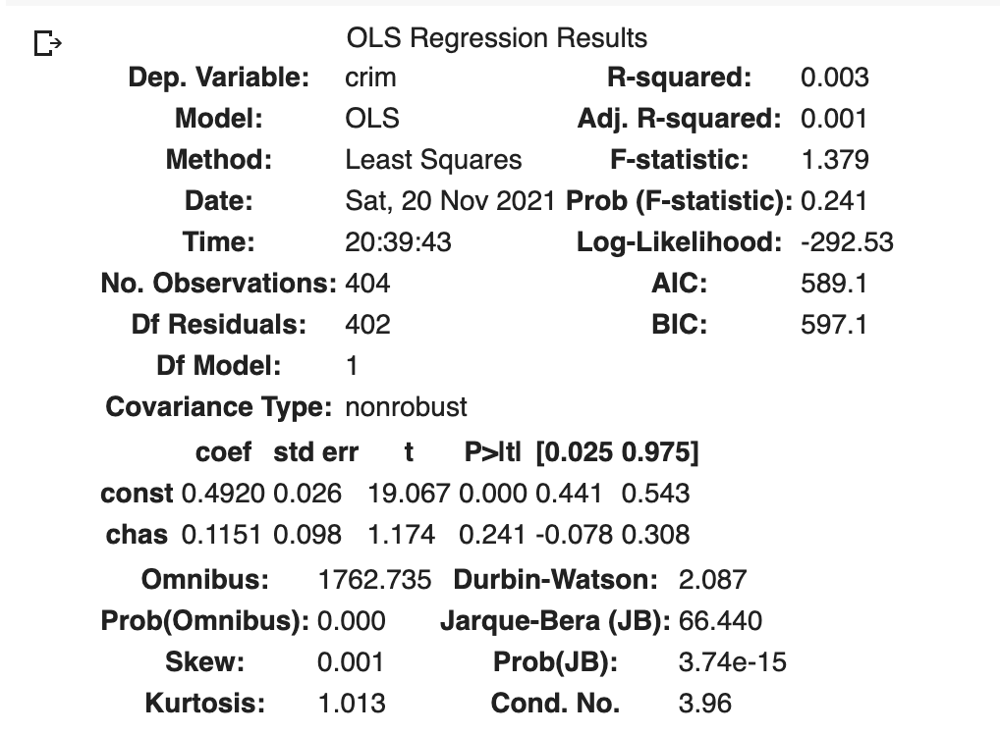 OLS Regression Results
Dep. Variable: crim R-squared: 0.003
Model: OLS Adj. R-squared: 0.001
Method: Least Squares F-statistic: 1.379
Date: Sat, 20 Nov 2021 Prob (F-statistic): 0.241
Time: 20:39:43 Log-Likelihood: -292.53
No. Observations: 404 AIC: 589.1
Df Residuals: 402 BIC: 597.1
Df Model: 1
Covariance Type: nonrobust
coef std err t P>|t| [0.025 0.975]
const 0.4920 0.026 19.067 0.000 0.441 0.543
chas 0.1151 0.098 1.174 0.241 -0.078 0.308
Omnibus: 1762.735 Durbin-Watson: 2.087
Prob(Omnibus): 0.000 Jarque-Bera (JB): 66.440
Skew: 0.001 Prob(JB): 3.74e-15
Kurtosis: 1.013 Cond. No. 3.96